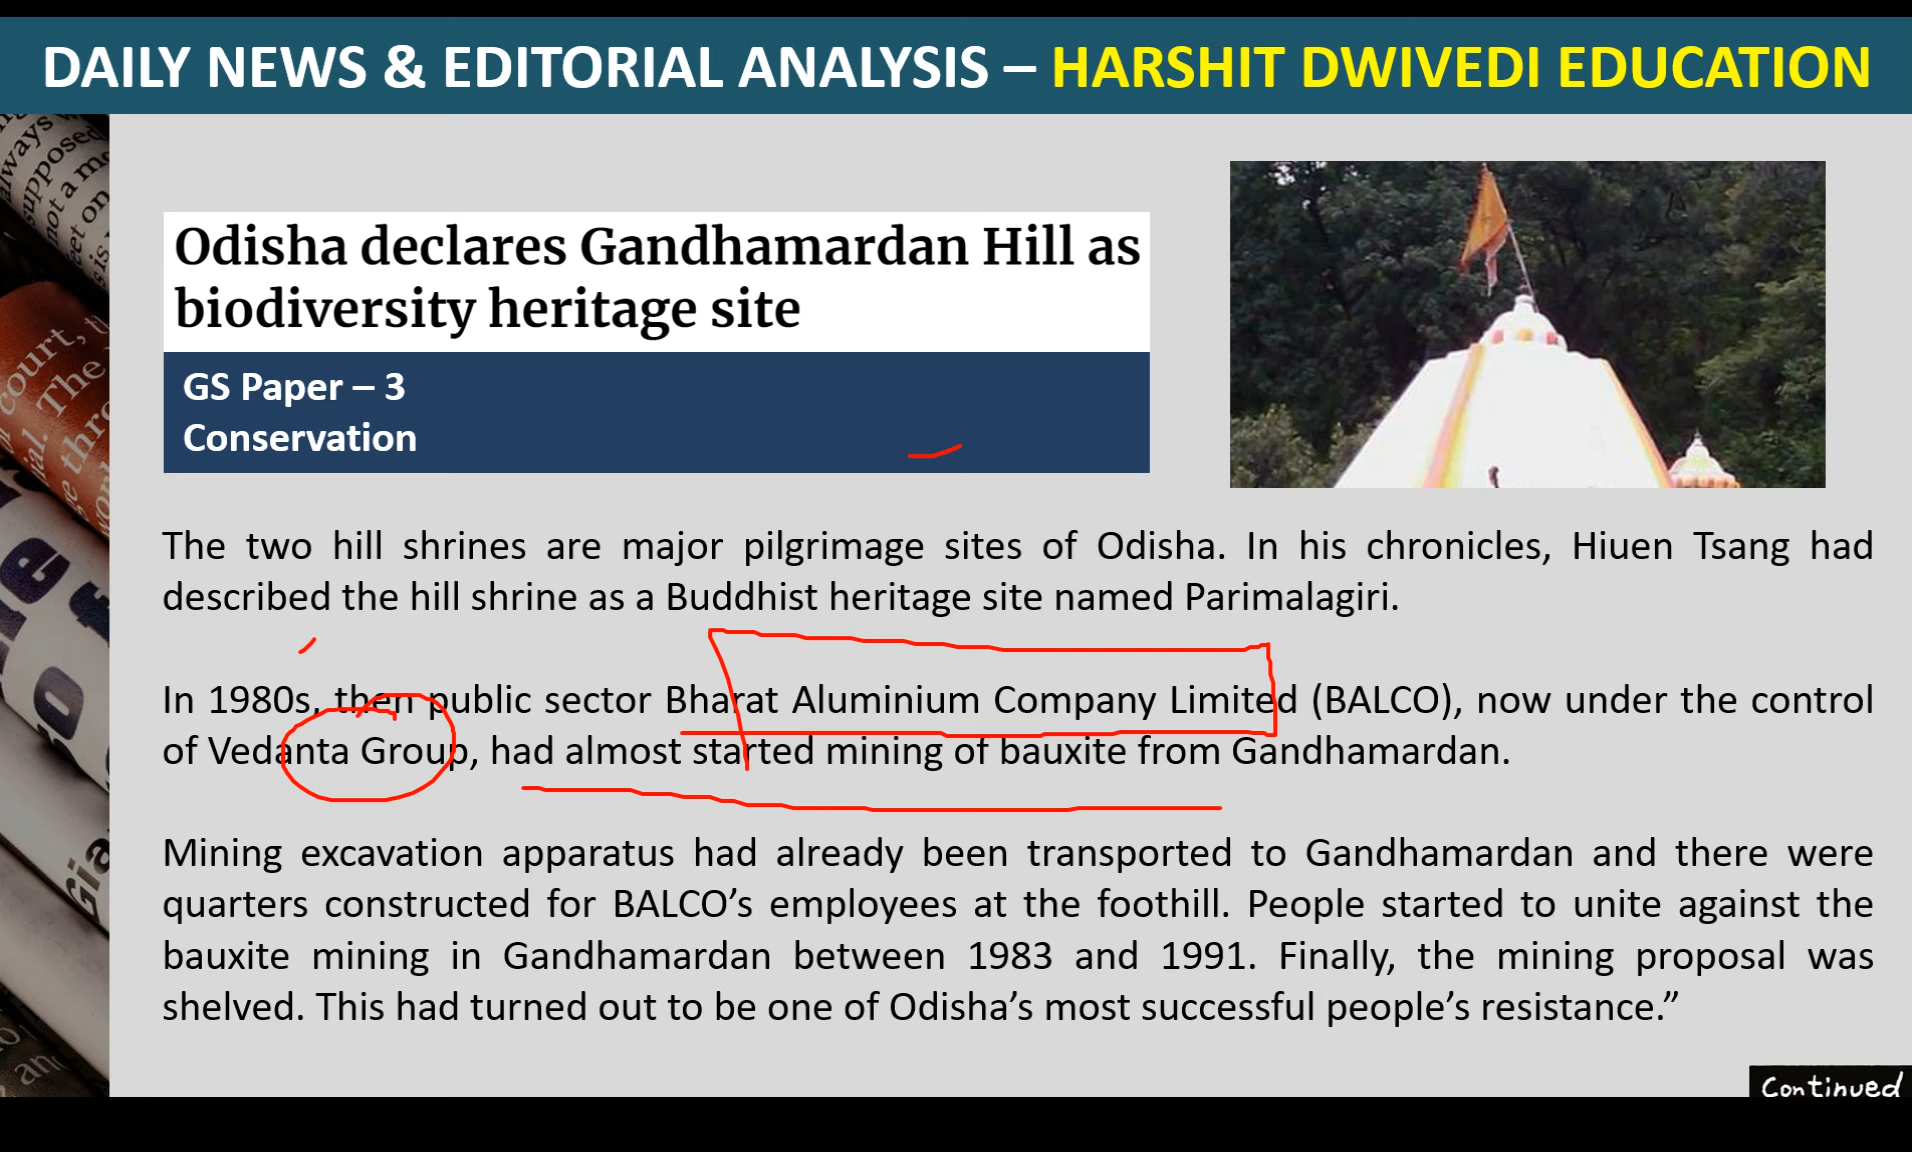 DAILY NEWS & EDITORIAL ANALYSIS – HARSHIT DWIVEDI EDUCATION
Odisha declares Gandhamardan Hill as
biodiversity heritage site
GS Paper – 3
Conservation
The two hill shrines are major pilgrimage sites of Odisha. In his chronicles, Hiuen Tsang had
described the hill shrine as a Buddhist heritage site named Parimalagiri.
In 1980s, then public sector Bharat Aluminium Company Limited (BALCO), now under the control
of Vedanta Group, had almost started mining of bauxite from Gandhamardan.
Mining excavation apparatus had already been transported to Gandhamardan and there were
quarters constructed for BALCO’s employees at the foothill. People started to unite against the
bauxite mining in Gandhamardan between 1983 and 1991. Finally, the mining proposal was
shelved. This had turned out to be one of Odisha’s most successful people’s resistance.”
Continued